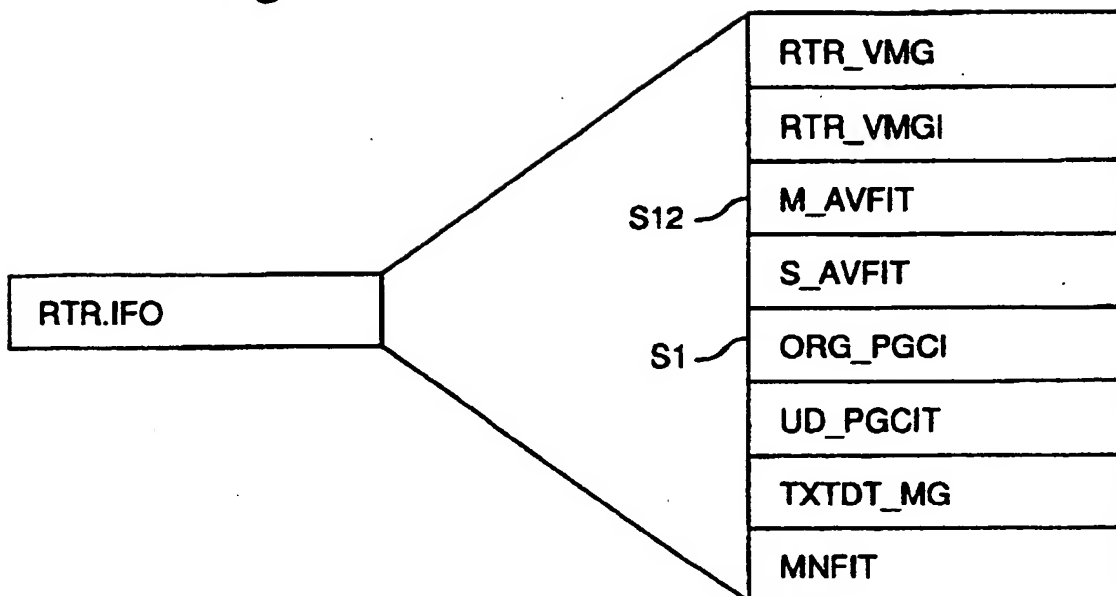 RTR.IFO
S12
S1
RTR_VMG
RTR_VMGI
M_AVFIT
S_AVFIT
ORG_PGCI
UD_PGCIT
TXTDT_MG
MNFIT